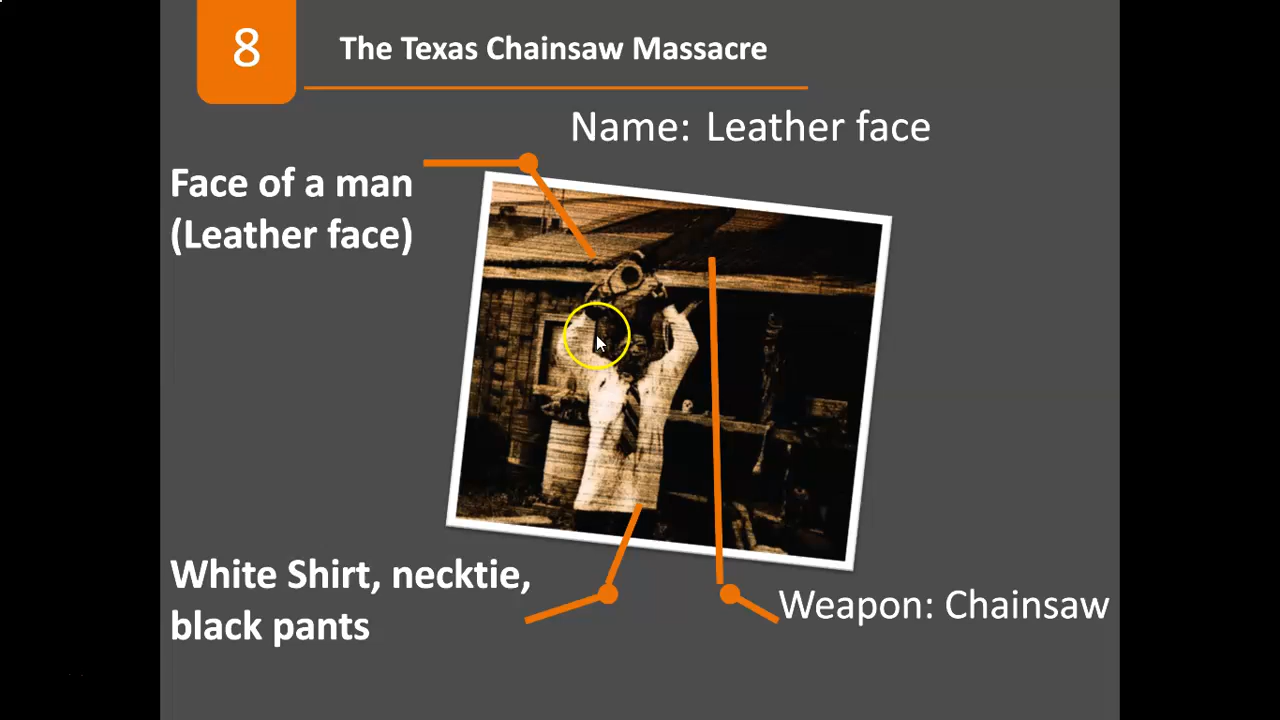 8
The Texas Chainsaw Massacre
Name: Leather face
Face of a man
(Leather face)
White Shirt, necktie,
black pants
Weapon: Chainsaw